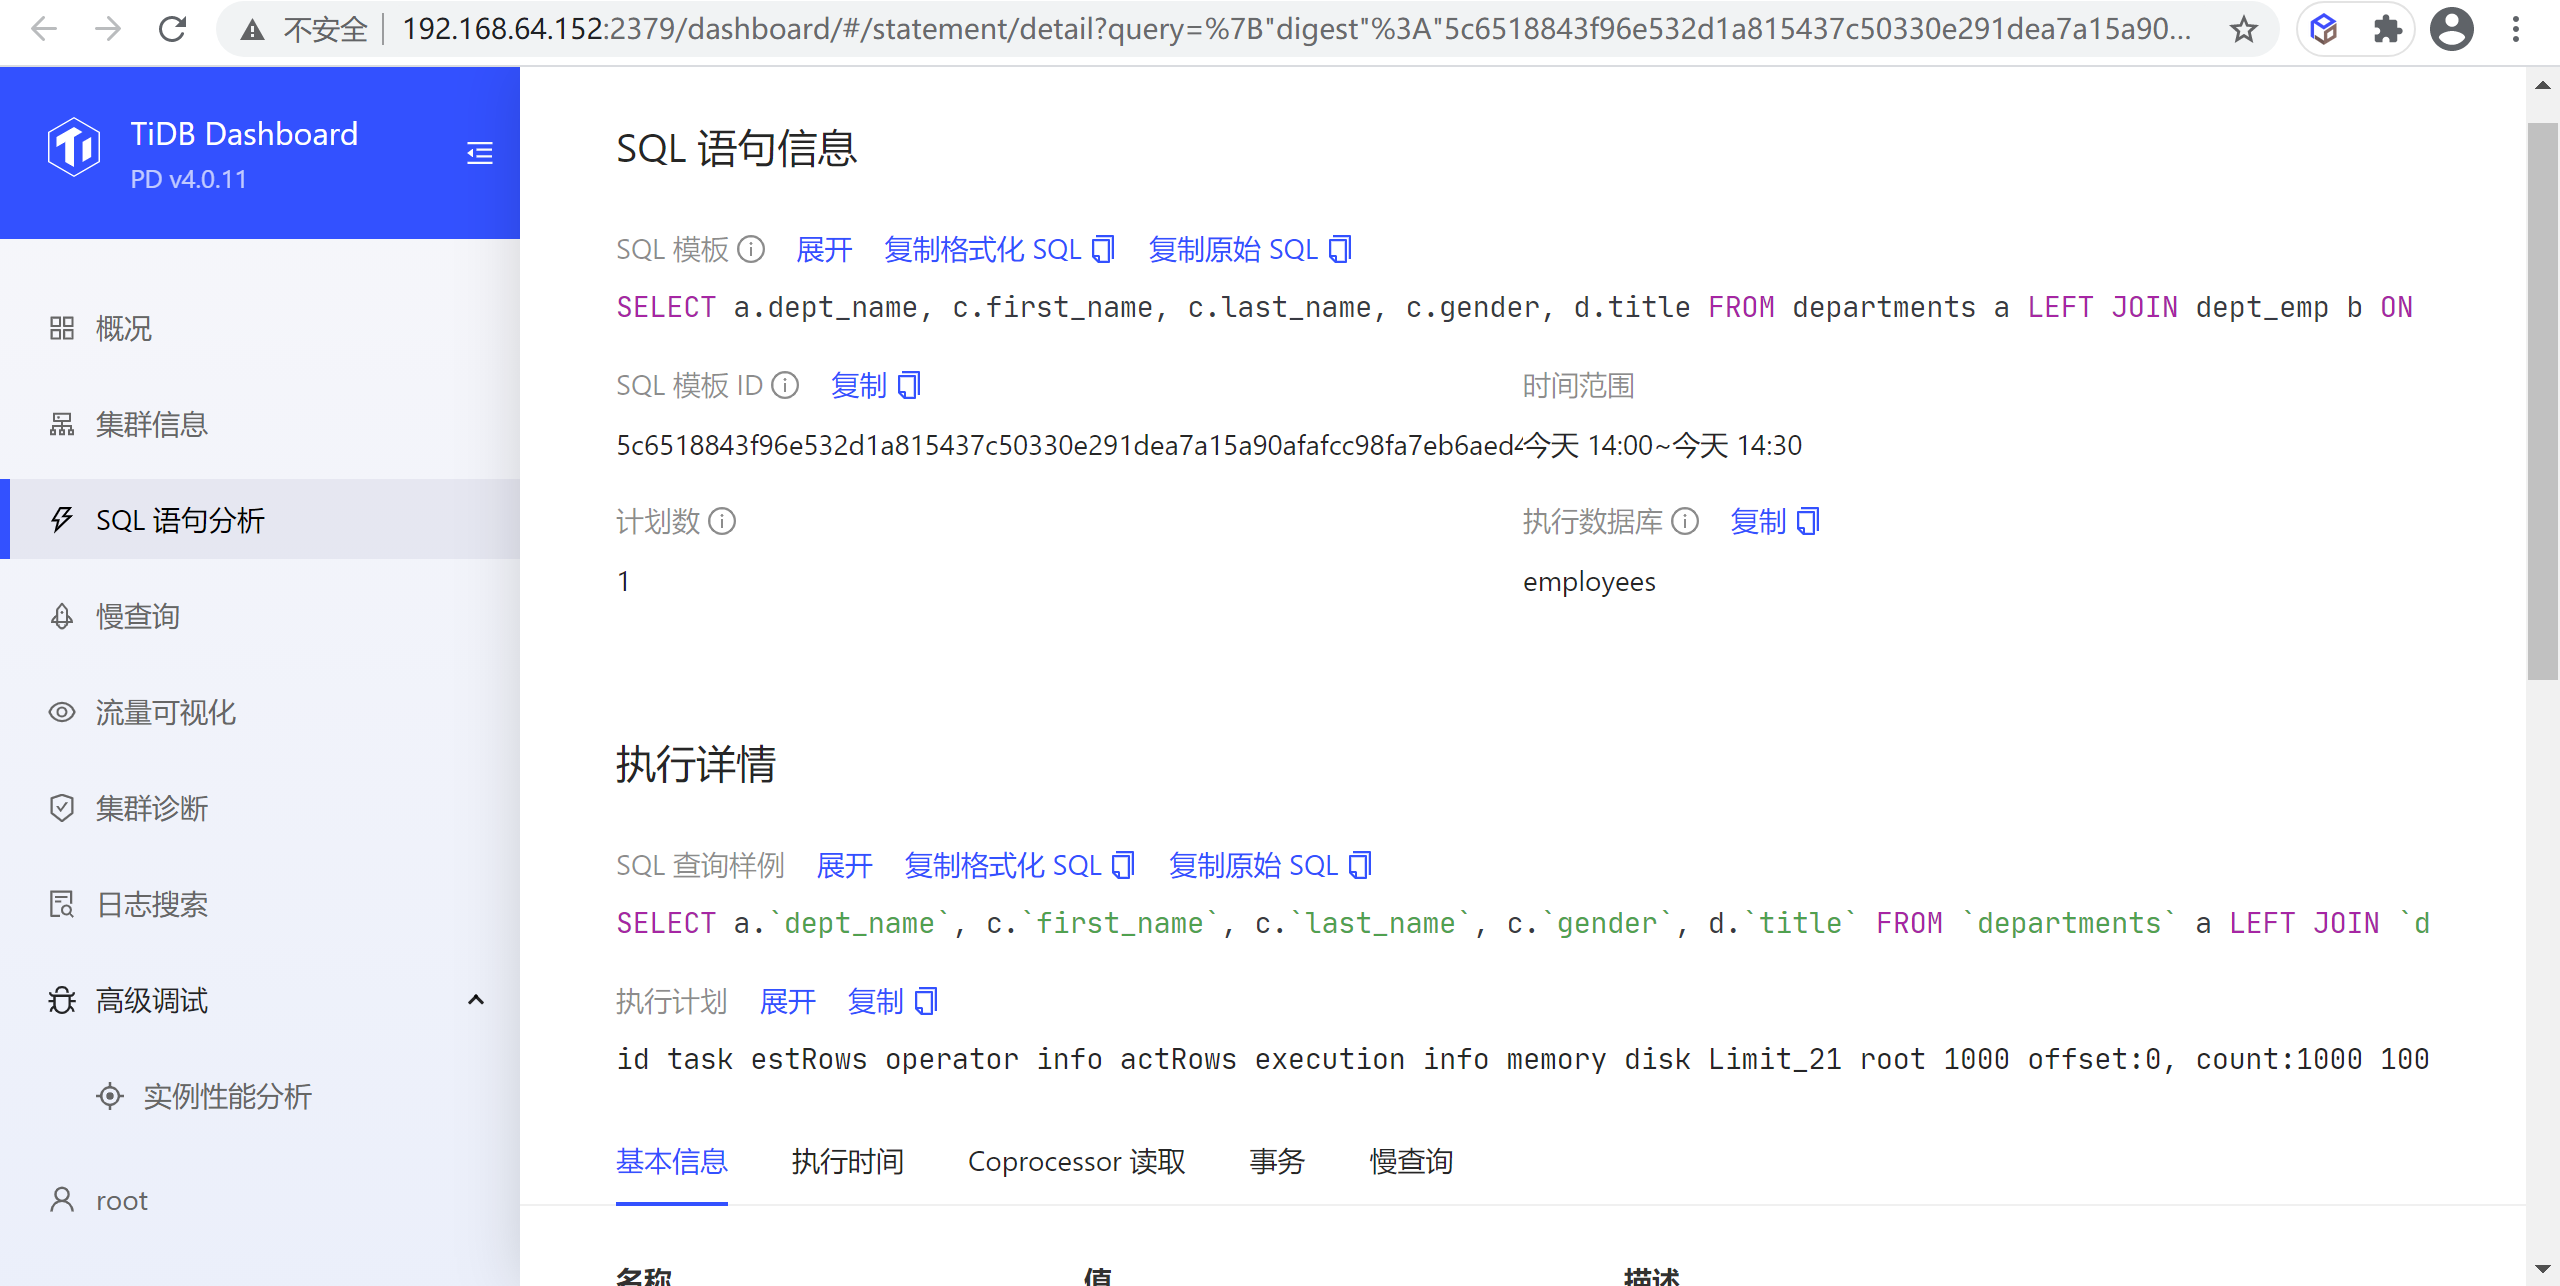 不安全 192.168.64.152:2379/dashboard/#/statement/detail?query=%7B"digest"%3A"5c6518843f96e532d1a815437c50330e291dea7a15a90...
TiDB Dashboard
PD v4.0.11
概况
集群信息
SQL 语句分析
慢查询
流量可视化
集群诊断
日志搜索
高级调试
实例性能分析
root
SQL 语句信息
SQL 模板 展开 复制格式化 SQL 复制原始 SQL
SELECT a.dept_name, c.first_name, c.last_name, c.gender, d.title FROM departments a LEFT JOIN dept_emp b ON
SQL 模板 ID 复制 时间范围
5c6518843f96e532d1a815437c50330e291dea7a15a90afafcc98fa7eb6aed4 今天 14:00~今天 14:30
计划数 执行数据库 复制
1 employees
执行详情
SQL 查询样例 展开 复制格式化 SQL 复制原始 SQL
SELECT a.`dept_name`, c.`first_name`, c.`last_name`, c.`gender`, d.`title` FROM `departments` a LEFT JOIN `d
执行计划 展开 复制
id task estRows operator info actRows execution info memory disk Limit_21 root 1000 offset:0, count:1000 100
基本信息 执行时间 Coprocessor 读取 事务 慢查询
名称 值 描述